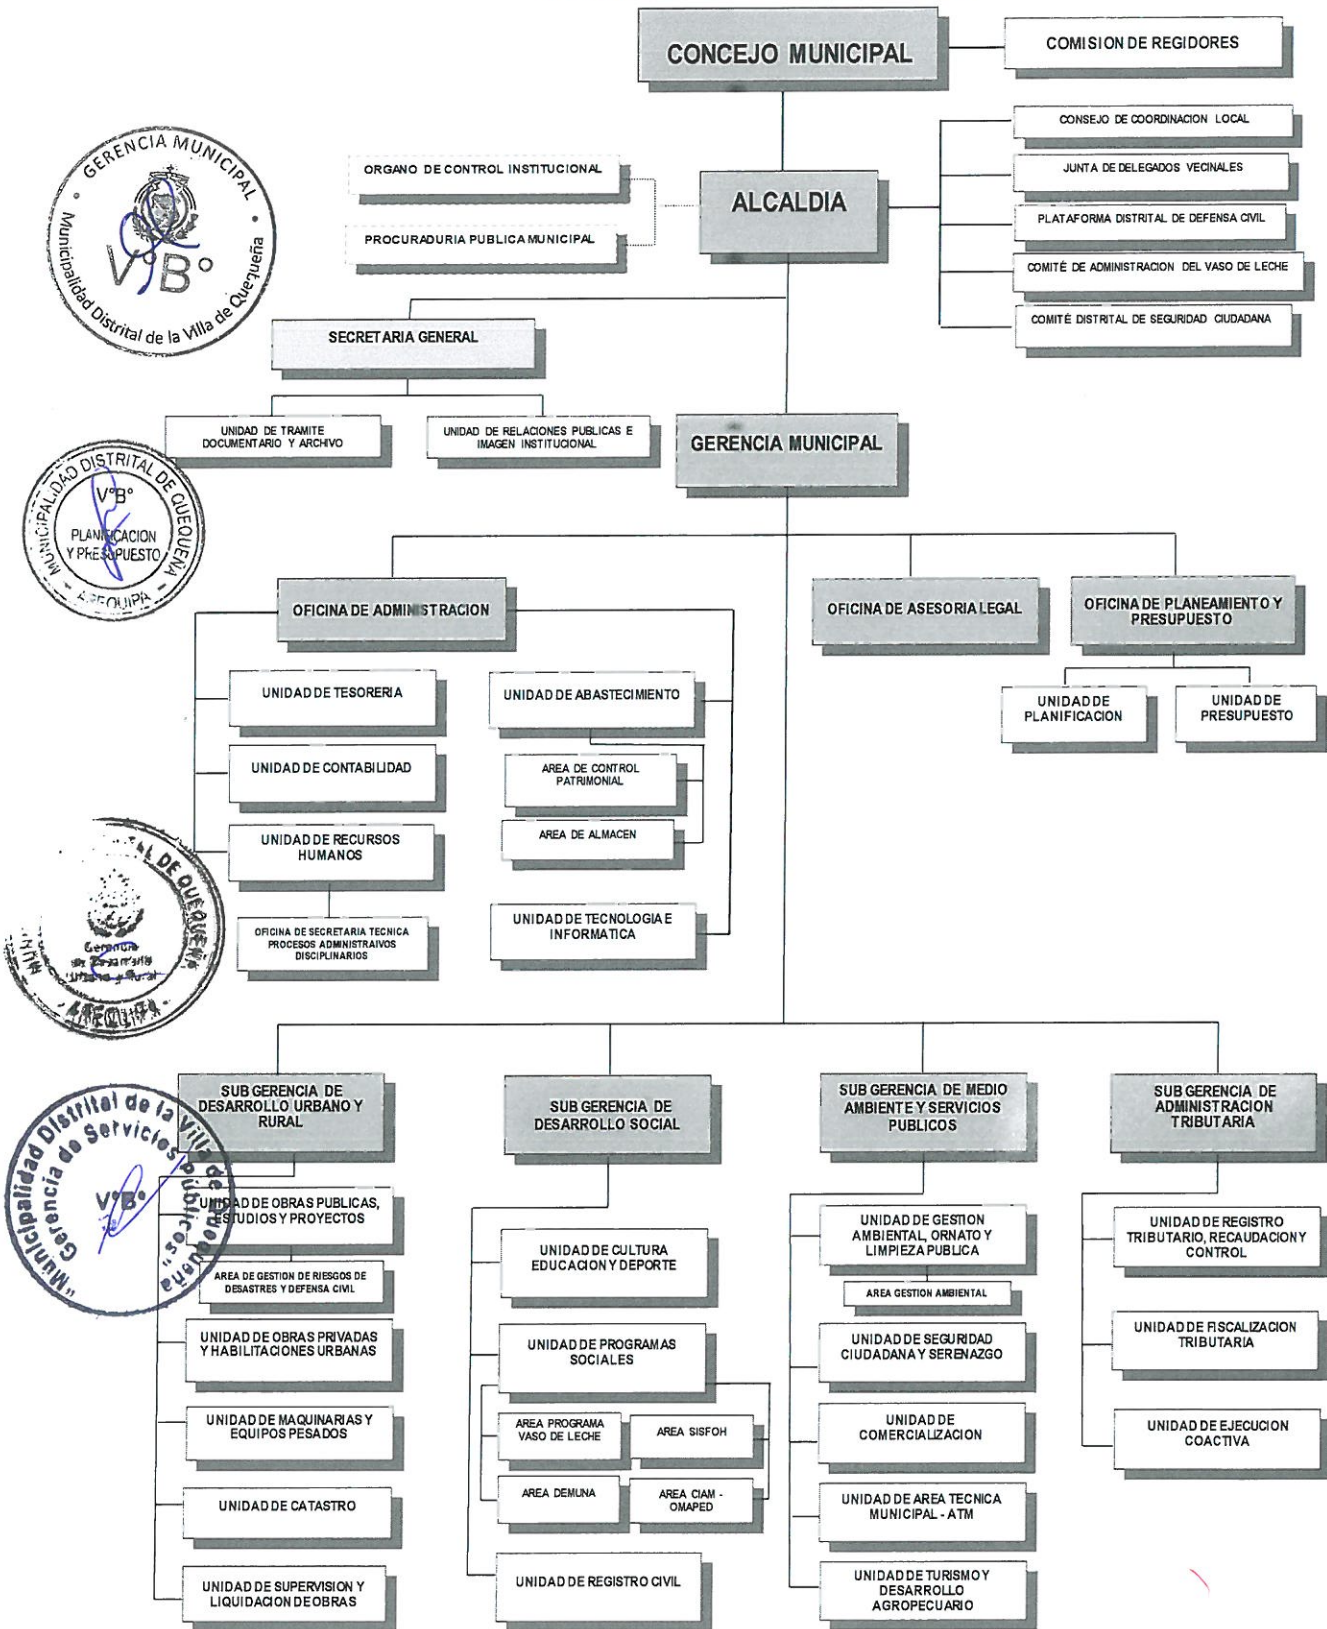 CONCEJO MUNICIPAL
COMISION DE REGIDORES
CONSEJO DE COORDINACION LOCAL
JUNTA DE DELEGADOS VECINALES
PLATAFORMA DISTRITAL DE DEFENSA CIVIL
COMITÉ DE ADMINISTRACION DEL VASO DE LECHE
COMITÉ DISTRITAL DE SEGURIDAD CIUDADANA
ORGANO DE CONTROL INSTITUCIONAL
PROCURADURIA PUBLICA MUNICIPAL
ALCALDIA
GERENCIA MUNICIPAL
V°B°
Municipalidad Distrital de la Villa de Quequeña
SECRETARIA GENERAL
UNIDAD DE TRAMITE
DOCUMENTARIO Y ARCHIVO
UNIDAD DE RELACIONES PUBLICAS E
IMAGEN INSTITUCIONAL
GERENCIA MUNICIPAL
MUNICIPALIDAD DISTRITAL DE QUEQUEÑA
V°B°
PLANIFICACION
Y PRESUPUESTO
AREQUIPA
OFICINA DE ADMINISTRACION
OFICINA DE ASESORIA LEGAL
OFICINA DE PLANEAMIENTO Y
PRESUPUESTO
UNIDAD DE
PLANIFICACION
UNIDAD DE
PRESUPUESTO
UNIDAD DE TESORERIA
UNIDAD DE CONTABILIDAD
UNIDAD DE RECURSOS
HUMANOS
OFICINA DE SECRETARIA TECNICA
PROCESOS ADMINISTRAIVOS
DISCIPLINARIOS
UNIDAD DE ABASTECIMIENTO
AREA DE CONTROL
PATRIMONIAL
AREA DE ALMACEN
UNIDAD DE TECNOLOGIA E
INFORMATICA
DE QUEQUEÑA
Gerencia
AREQUIPA
SUB GERENCIA DE
DESARROLLO URBANO Y
RURAL
UNIDAD DE OBRAS PUBLICAS,
ESTUDIOS Y PROYECTOS
AREA DE GESTION DE RIESGOS DE
DESASTRES Y DEFENSA CIVIL
UNIDAD DE OBRAS PRIVADAS
Y HABILITACIONES URBANAS
UNIDAD DE MAQUINARIAS Y
EQUIPOS PESADOS
UNIDAD DE CATASTRO
UNIDAD DE SUPERVISION Y
LIQUIDACION DE OBRAS
"Municipalidad Distrital de la Villa de Quequeña
Gerencia de Servicios Públicos"
V°B°
SUB GERENCIA DE
DESARROLLO SOCIAL
UNIDAD DE CULTURA
EDUCACION Y DEPORTE
UNIDAD DE PROGRAMAS
SOCIALES
AREA PROGRAMA
VASO DE LECHE
AREA SISFOH
AREA DEMUNA
AREA CIAM -
OMAPED
UNIDAD DE REGISTRO CIVIL
SUB GERENCIA DE MEDIO
AMBIENTE Y SERVICIOS
PUBLICOS
UNIDAD DE GESTION
AMBIENTAL, ORNATO Y
LIMPIEZA PUBLICA
AREA GESTION AMBIENTAL
UNIDAD DE SEGURIDAD
CIUDADANA Y SERENAZGO
UNIDAD DE
COMERCIALIZACION
UNIDAD DE AREA TECNICA
MUNICIPAL - ATM
UNIDAD DE TURISMO Y
DESARROLLO
AGROPECUARIO
SUB GERENCIA DE
ADMINISTRACION
TRIBUTARIA
UNIDAD DE REGISTRO
TRIBUTARIO, RECAUDACION Y
CONTROL
UNIDAD DE FISCALIZACION
TRIBUTARIA
UNIDAD DE EJECUCION
COACTIVA